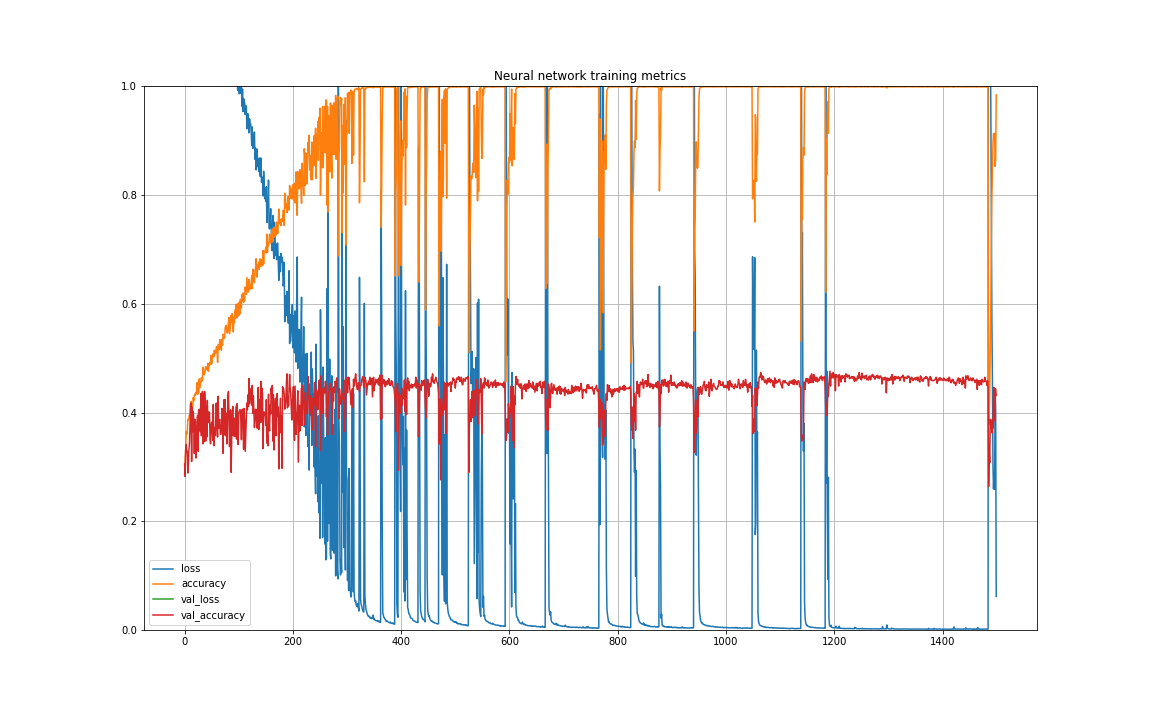 Neural network training metrics
1.0
0.8
0.6
0.4
0.2
0.0
loss
accuracy
val_loss
val_accuracy
0 200 400 600 800 1000 1200 1400